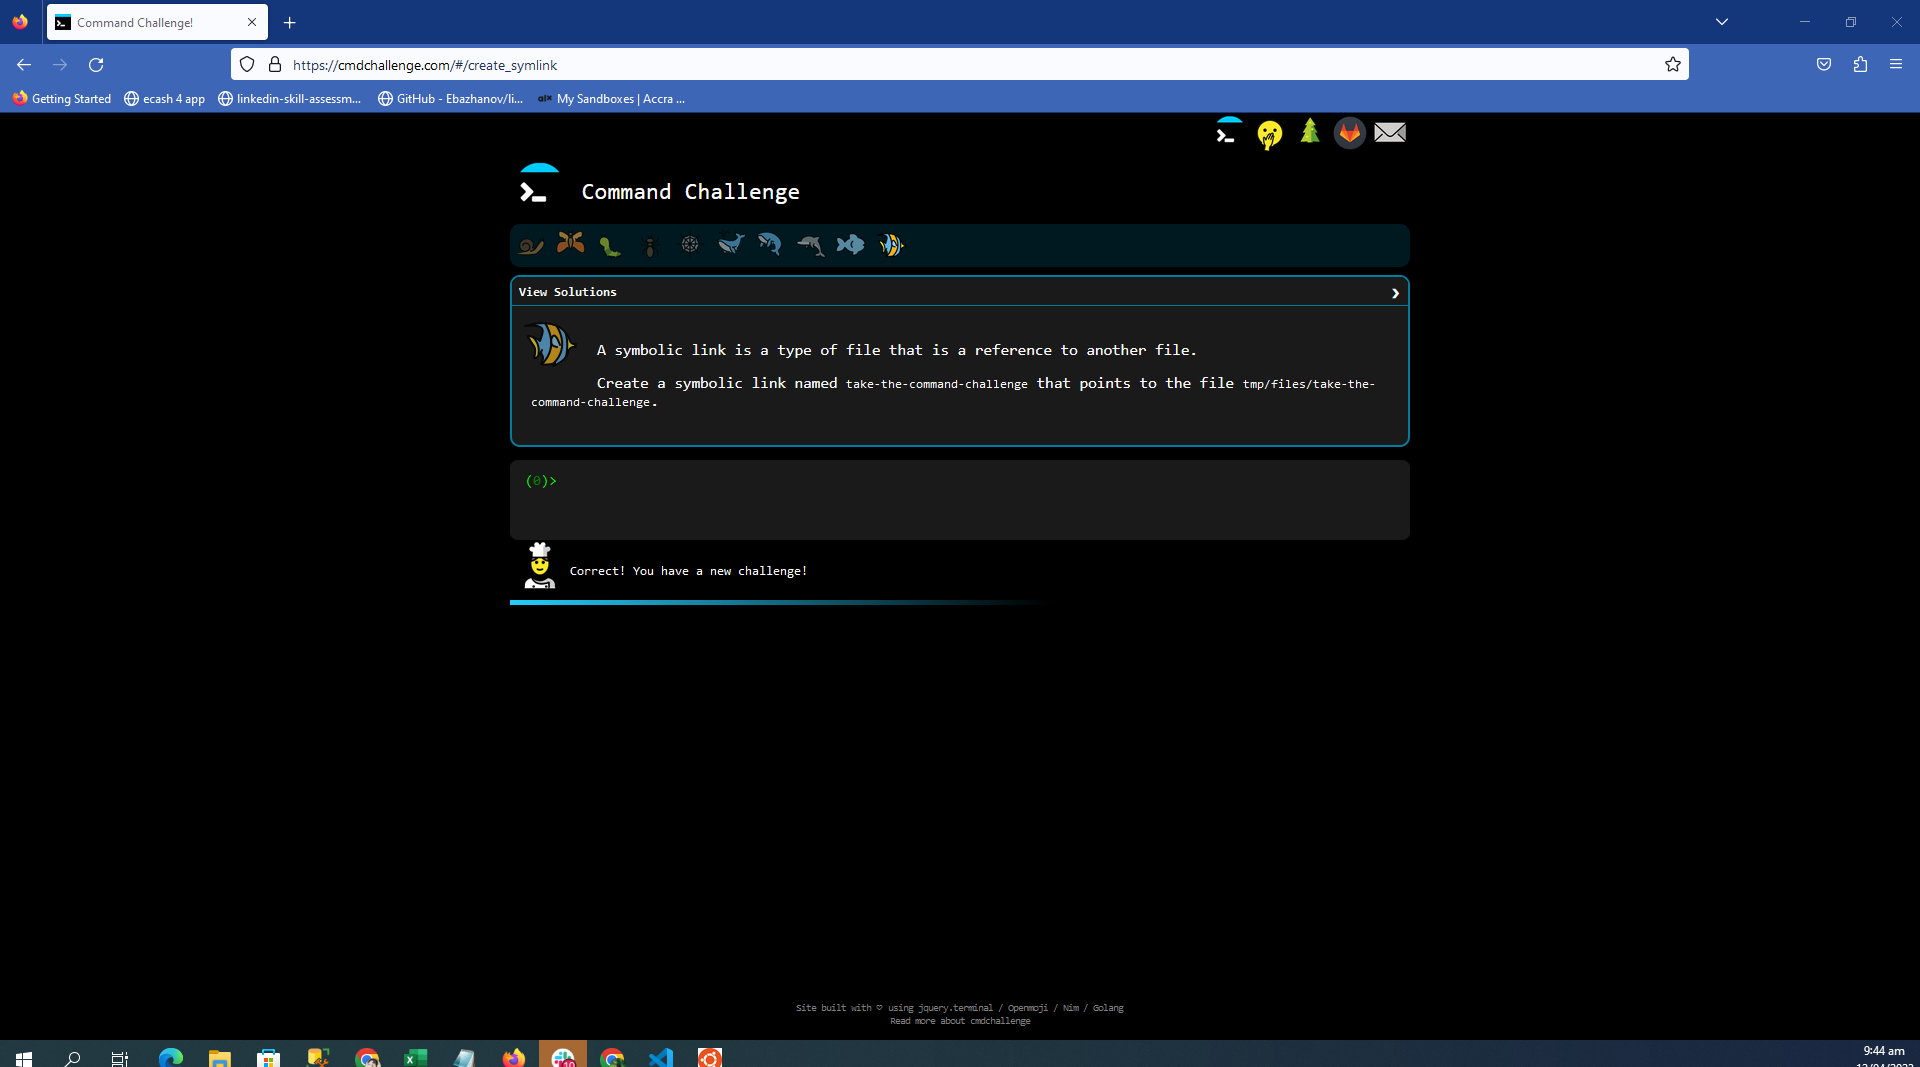 Command Challenge!
https://cmdchallenge.com/#/create_symlink
Getting Started
ecash 4 app
linkedin-skill-assessm...
GitHub - Ebazhanov/li...
alx
My Sandboxes | Accra ...
Command Challenge
View Solutions
A symbolic link is a type of file that is a reference to another file.
Create a symbolic link named take-the-command-challenge that points to the file tmp/files/take-the-
command-challenge.
(0)>
Correct! You have a new challenge!
Site built with ♡ using jquery.terminal / Openmoji / Nim / Golang
Read more about cmdchallenge
10
9:44 am